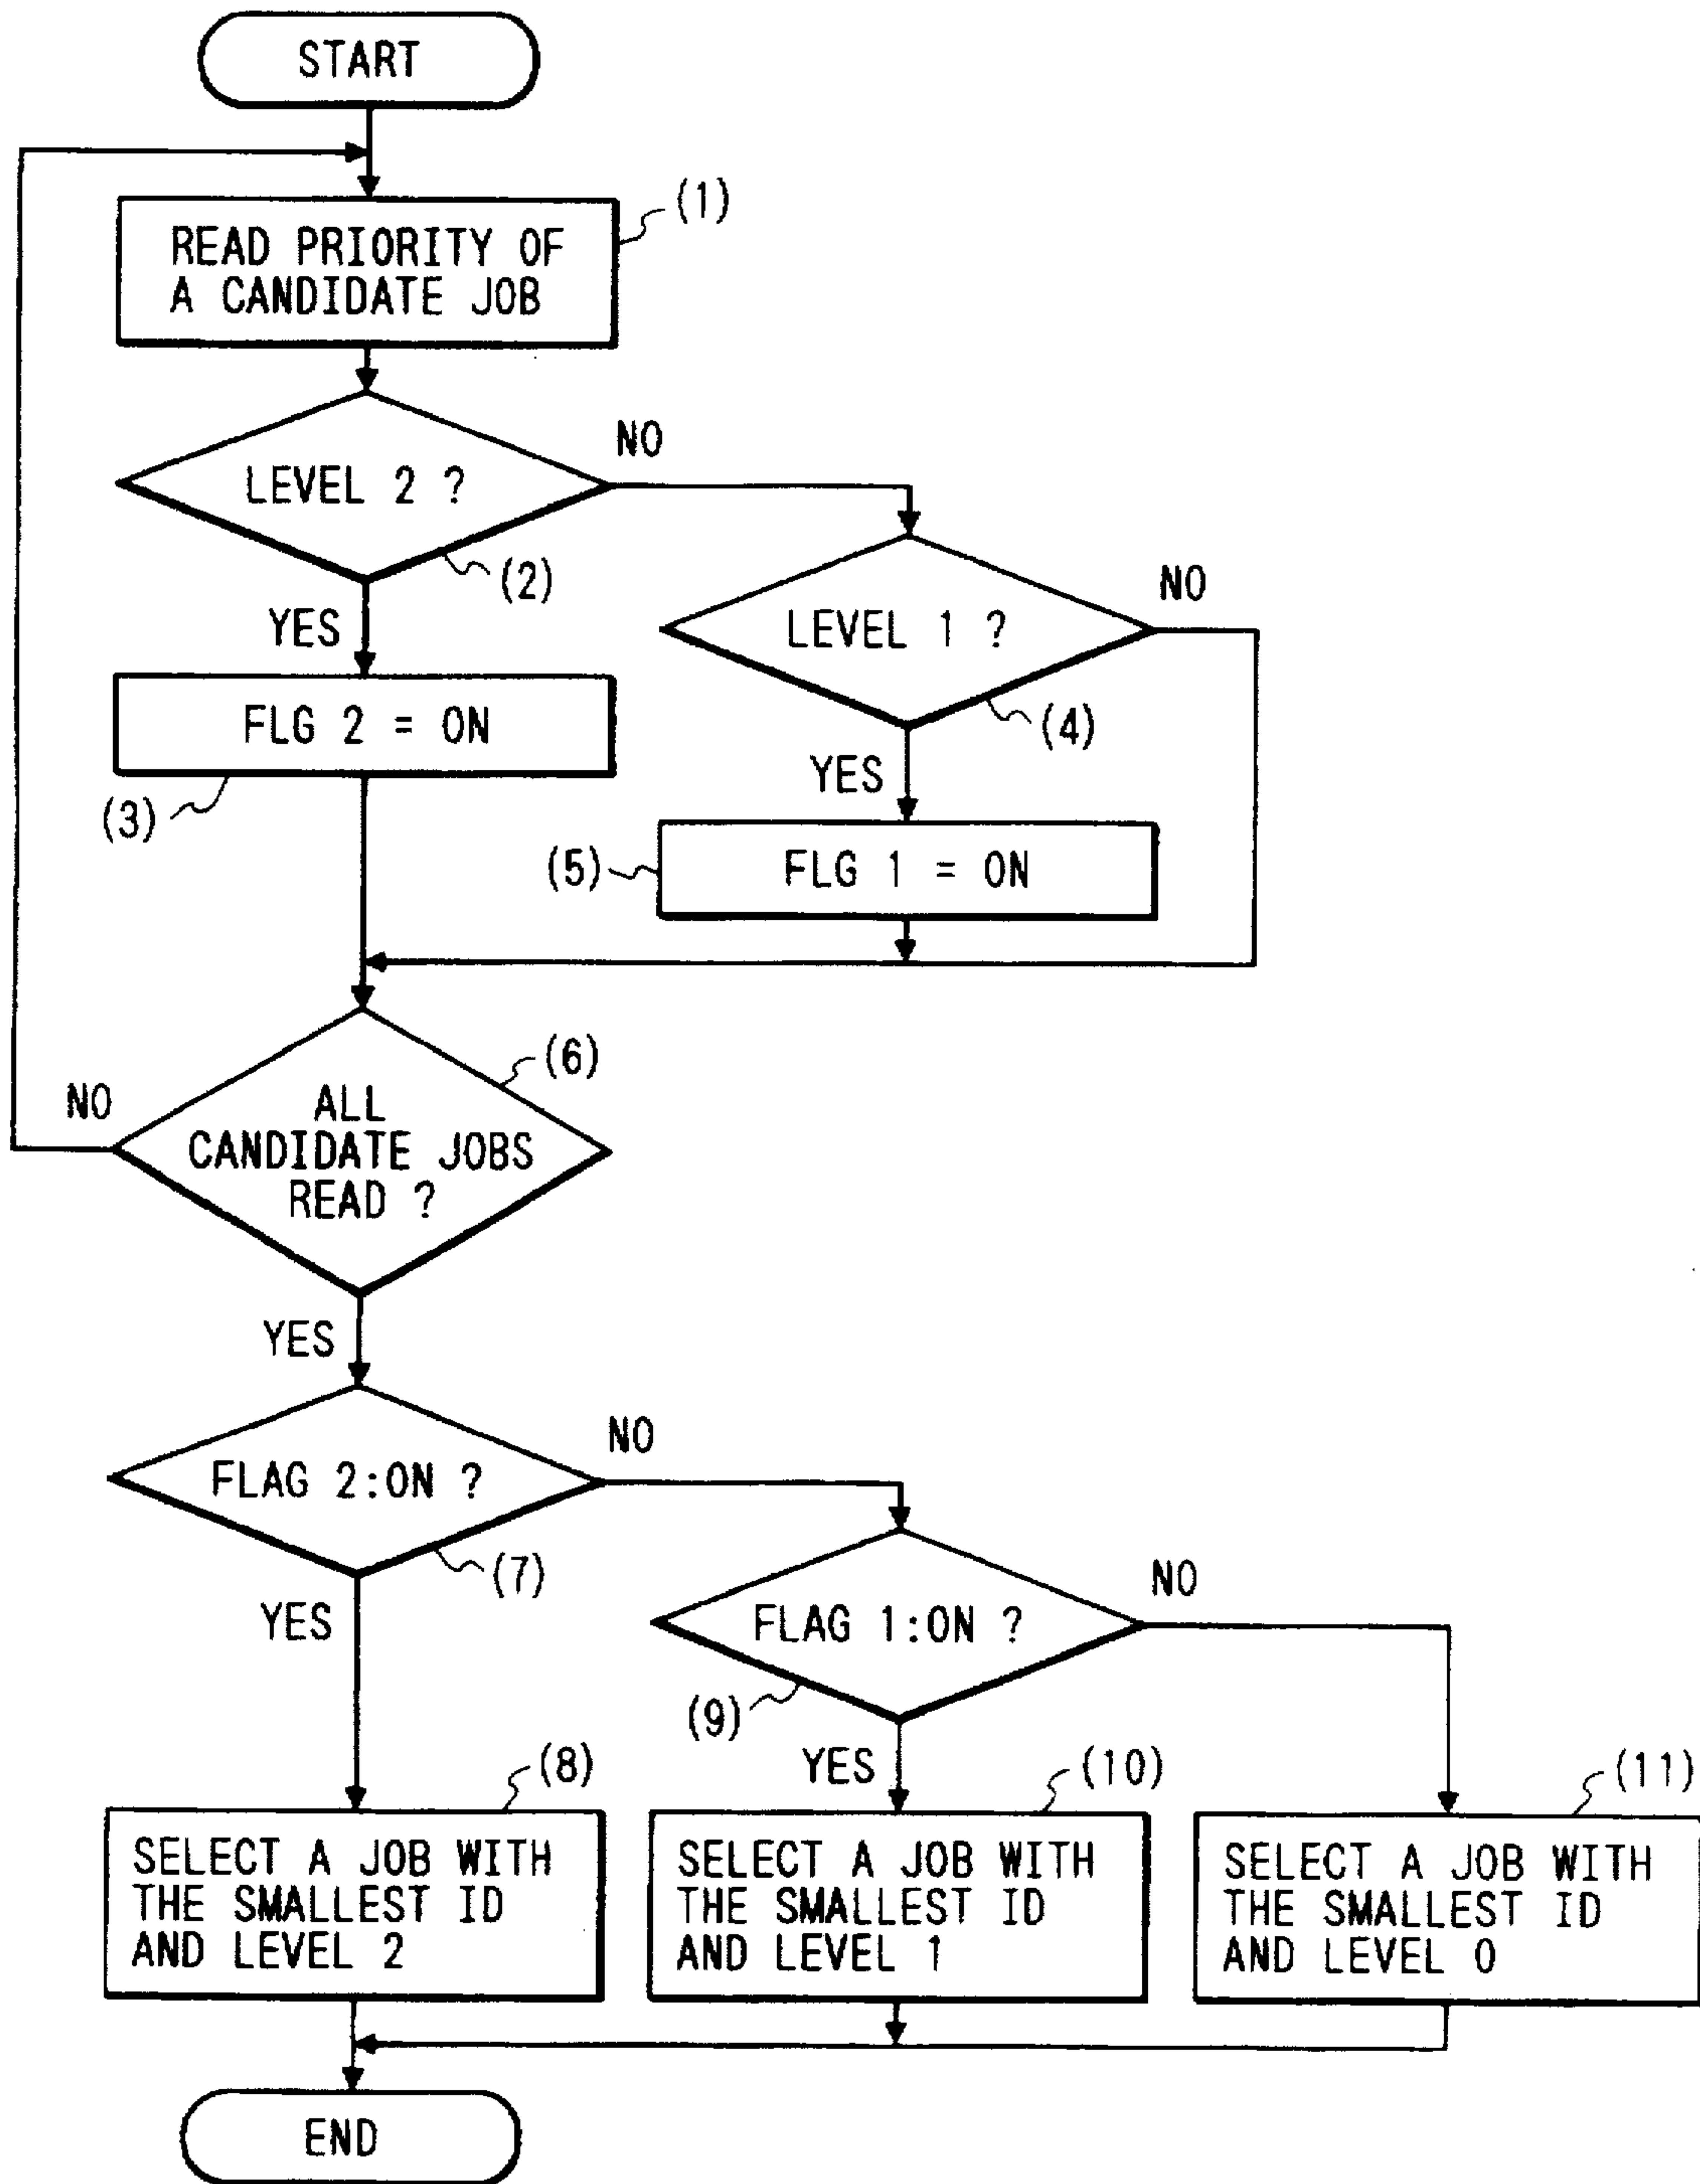 START
(1)
READ PRIORITY OF
A CANDIDATE JOB
NO
LEVEL 2 ?
(2)
NO
YES
LEVEL 1 ?
FLG 2 = ON
(4)
(3)
YES
(5)
FLG 1 = ON
(6)
NO
ALL
CANDIDATE JOBS
READ ?
YES
NO
FLAG 2:ON ?
(7)
NO
YES
FLAG 1:ON ?
(9)
(8)
YES
(10)
(11)
SELECT A JOB WITH
THE SMALLEST ID
AND LEVEL 2
SELECT A JOB WITH
THE SMALLEST ID
AND LEVEL 1
SELECT A JOB WITH
THE SMALLEST ID
AND LEVEL 0
END